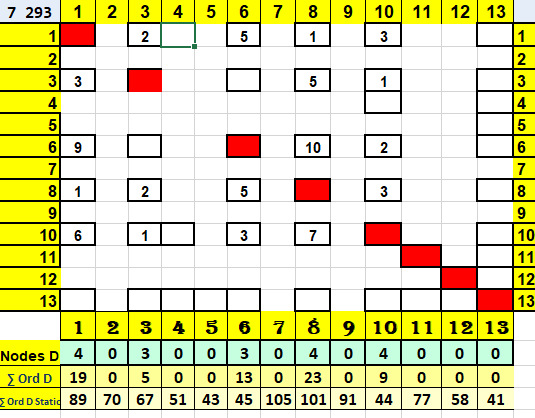 7 293 1 2 3 4 5 6 7 8 9 10 11 12 13
1 2 5 1 3 1
2 2
3 3 5 1 3
4 4
5 5
6 9 10 2 6
7 7
8 1 2 5 3 8
9 9
10 6 1 3 7 10
11 11
12 12
13 13
1 2 3 4 5 6 7 8 9 10 11 12 13
Nodes D 4 0 3 0 0 3 0 4 0 4 0 0 0
∑ Ord D 19 0 5 0 0 13 0 23 0 9 0 0 0
∑ Ord D Static 89 70 67 51 43 45 105 101 91 44 77 58 41